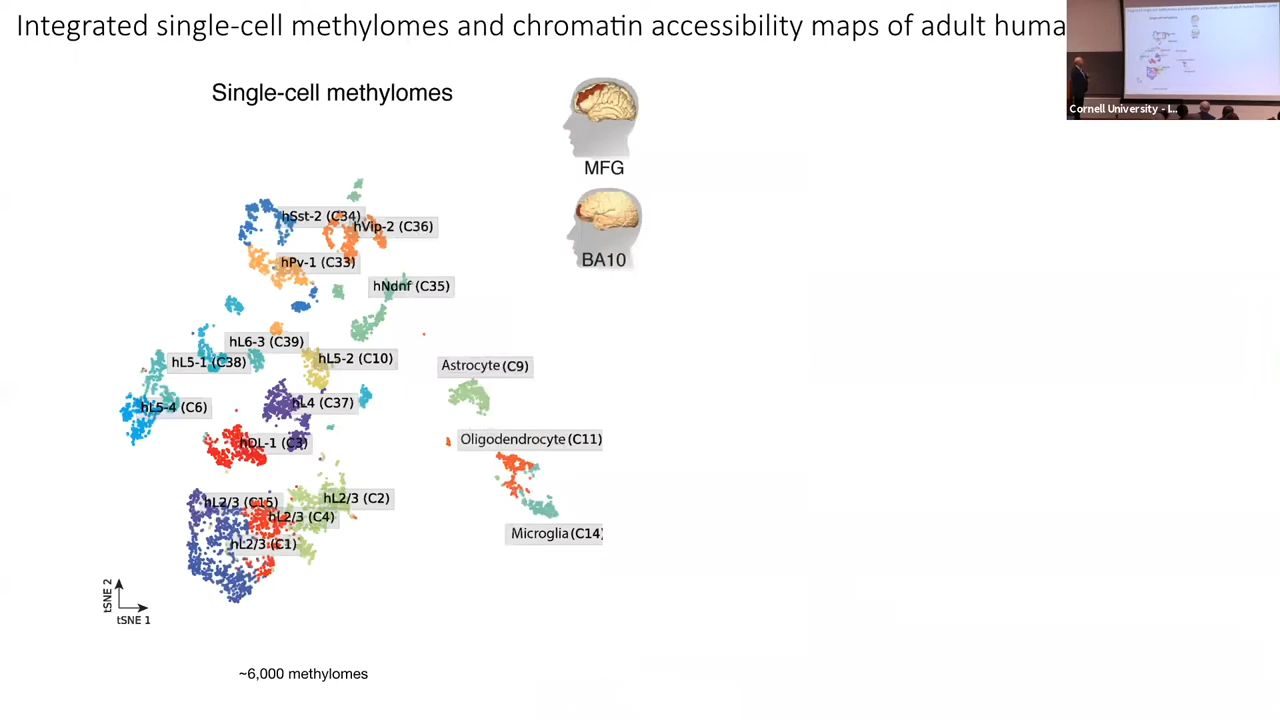 Integrated single-cell methylomes and chromatin accessibility maps of adult huma
Cornell University - I...
Single-cell methylomes
MFG
BA10
hSst-2 (C34)
hVip-2 (C36)
hPv-1 (C33)
hNdnf (C35)
hL6-3 (C39)
hL5-1 (C38)
hL5-2 (C10)
Astrocyte (C9)
hL5-4 (C6)
hL4 (C37)
hDL-1 (C3)
Oligodendrocyte (C11)
hL2/3 (C15)
hL2/3 (C2)
hL2/3 (C4)
hL2/3 (C1)
Microglia (C14)
tSNE 2
tSNE 1
~6,000 methylomes